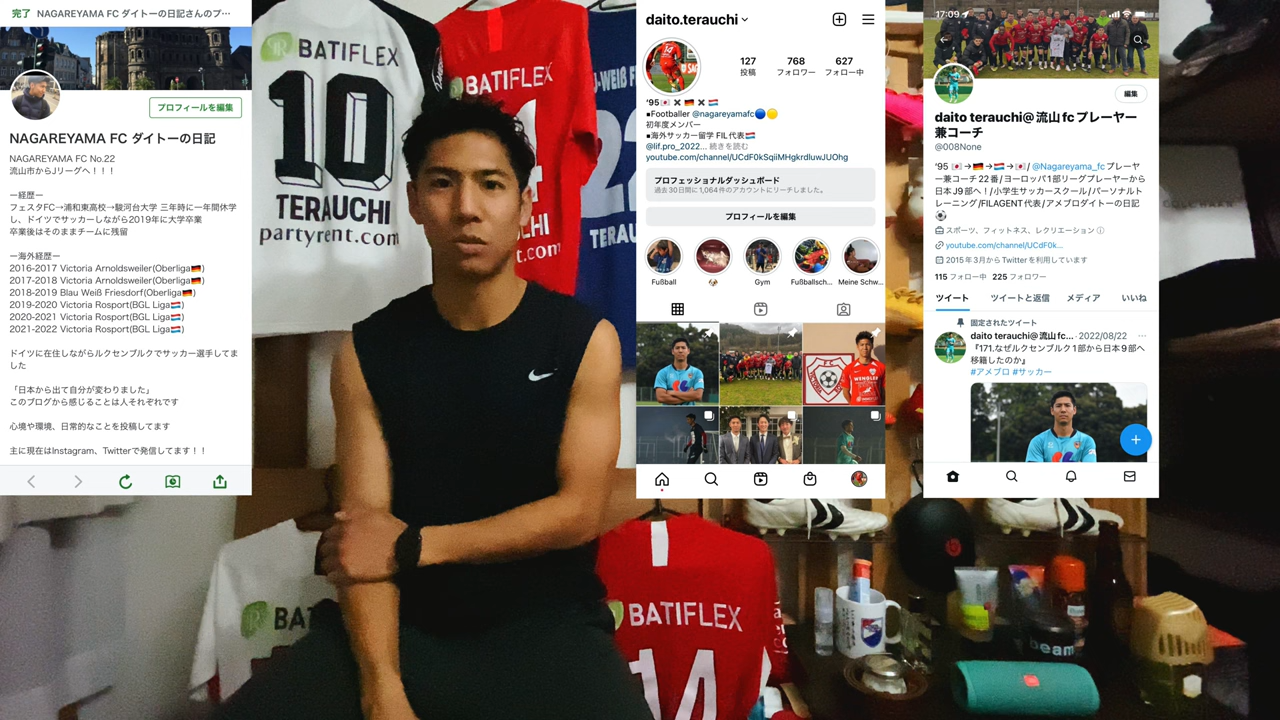 完了 NAGAREYAMA FC ダイトーの日記さんのプ…
プロフィールを編集
NAGAREYAMA FC ダイトーの日記
NAGAREYAMA FC No.22
流山市からJリーグへ！！！
ー経歴ー
フェスタFC→浦和東高校→駿河台大学 三年時に一年間休学
し、ドイツでサッカーしながら2019年に大学卒業
卒業後はそのままチームに残留
ー海外経歴ー
2016-2017 Victoria Arnoldsweiler(Oberliga🇩🇪)
2017-2018 Victoria Arnoldsweiler(Oberliga🇩🇪)
2018-2019 Blau Weiß Friesdorf(Oberliga🇩🇪)
2019-2020 Victoria Rosport(BGL Liga🇱🇺)
2020-2021 Victoria Rosport(BGL Liga🇱🇺)
2021-2022 Victoria Rosport(BGL Liga🇱🇺)
ドイツに在住しながらルクセンブルクでサッカー選手してま
した
「日本から出て自分が変わりました」
このブログから感じることは人それぞれです
心境や環境、日常的なことを投稿してます
主に現在はInstagram、Twitterで発信してます！！
BATIFLEX
10
TERAUCHI
partyrent.com
BATIFLEX
t.com
J-WEIß F
22
TERAU
BATIFLEX
14
BAT
daito.terauchi
127
768
627
投稿
フォロワー
フォロー中
‘95🇯🇵 ✖️ 🇩🇪 ✖️ 🇱🇺
■Footballer @nagareyamafc🔵🟡
初年度メンバー
■海外サッカー留学 FIL 代表🇱🇺
@lif.pro_2022... 続きを読む
youtube.com/channel/UCdF0kSqiiMHgkrdluwJUOhg
プロフェッショナルダッシュボード
過去30日間に1,064件のアカウントにリーチしました。
プロフィールを編集
Fußball
🐶
Gym
Fußballsch...
Meine Schw...
17:09
編集
daito terauchi@ 流山 fc プレーヤー
兼コーチ
@008None
‘95 🇯🇵→🇩🇪→🇱🇺→🇯🇵/ @Nagareyama_fc プレーヤ
ー兼コーチ 22 番 / ヨーロッパ1部リーグプレーヤーから
日本 J9 部へ！/ 小学生サッカースクール / パーソナルト
レーニング /FILAGENT代表 / アメブロダイトーの日記
⚽
スポーツ、フィットネス、レクリエーション
youtube.com/channel/UCdF0k...
2015 年 3月から Twitter を利用しています
115 フォロー中 225 フォロワー
ツイート ツイートと返信 メディア いいね
固定されたツイート
daito terauchi@ 流山 fc... · 2022/08/22
『171.なぜルクセンブルク1部から日本9部へ
移籍したのか』
#アメブロ #サッカー
beam